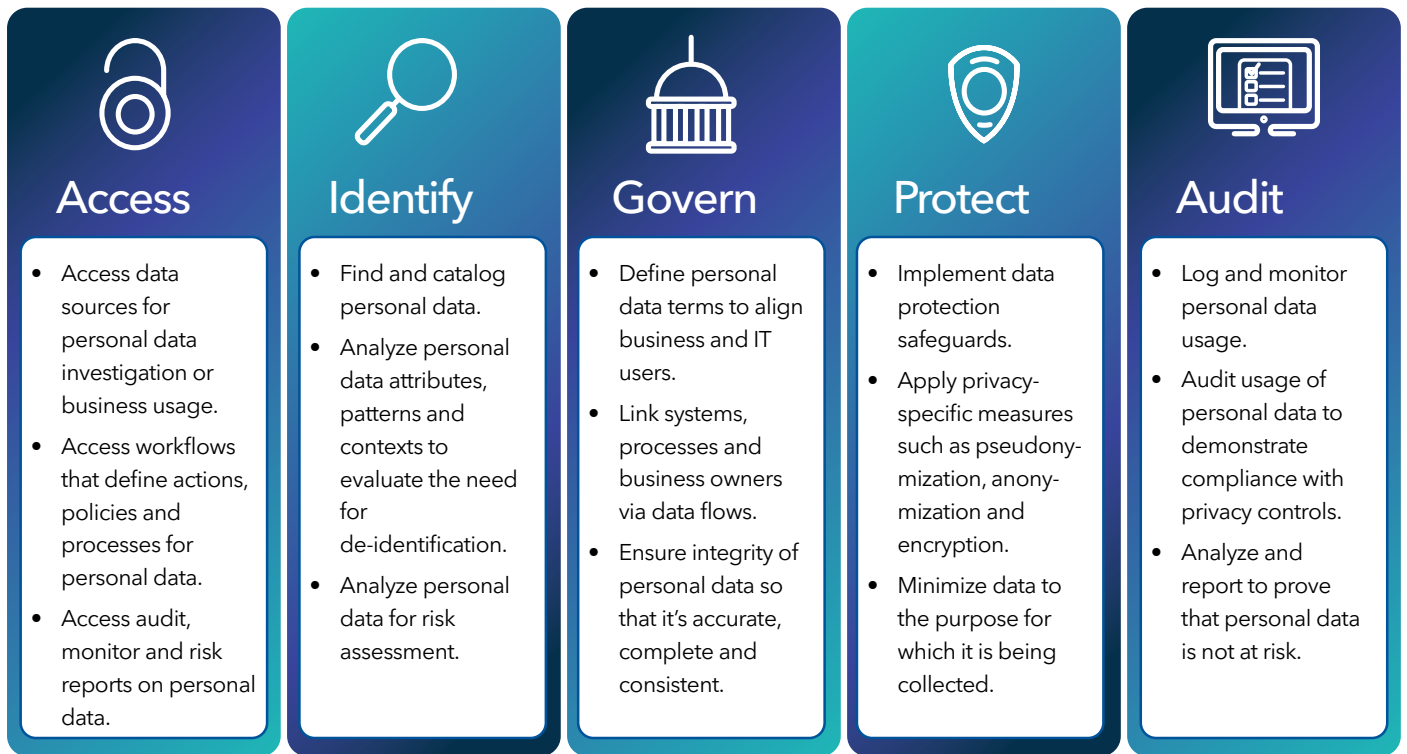 Access
• Access data
sources for
personal data
investigation or
business usage.
• Access workflows
that define actions,
policies and
processes for
personal data.
• Access audit,
monitor and risk
reports on personal
data.
Identify
• Find and catalog
personal data.
• Analyze personal
data attributes,
patterns and
contexts to
evaluate the need
for
de-identification.
• Analyze personal
data for risk
assessment.
Govern
• Define personal
data terms to align
business and IT
users.
• Link systems,
processes and
business owners
via data flows.
• Ensure integrity of
personal data so
that it’s accurate,
complete and
consistent.
Protect
• Implement data
protection
safeguards.
• Apply privacy-
specific measures
such as pseudony-
mization, anony-
mization and
encryption.
• Minimize data to
the purpose for
which it is being
collected.
Audit
• Log and monitor
personal data
usage.
• Audit usage of
personal data to
demonstrate
compliance with
privacy controls.
• Analyze and
report to prove
that personal data
is not at risk.